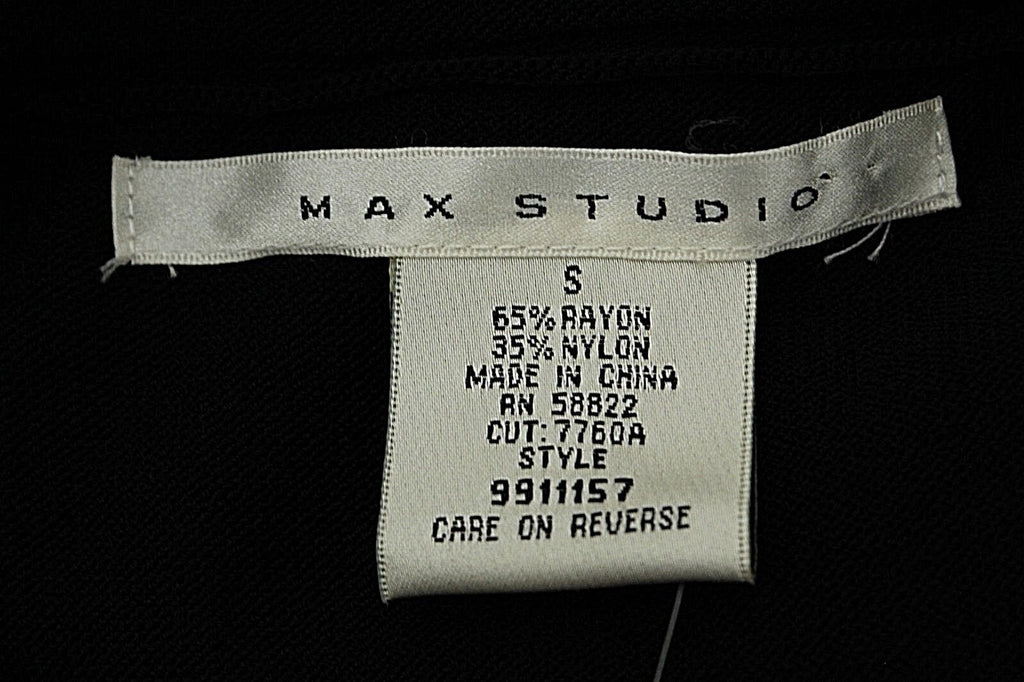 MAX STUDIO
S
65% RAYON
35% NYLON
MADE IN CHINA
RN 58822
CUT: 7760A
STYLE
9911157
CARE ON REVERSE